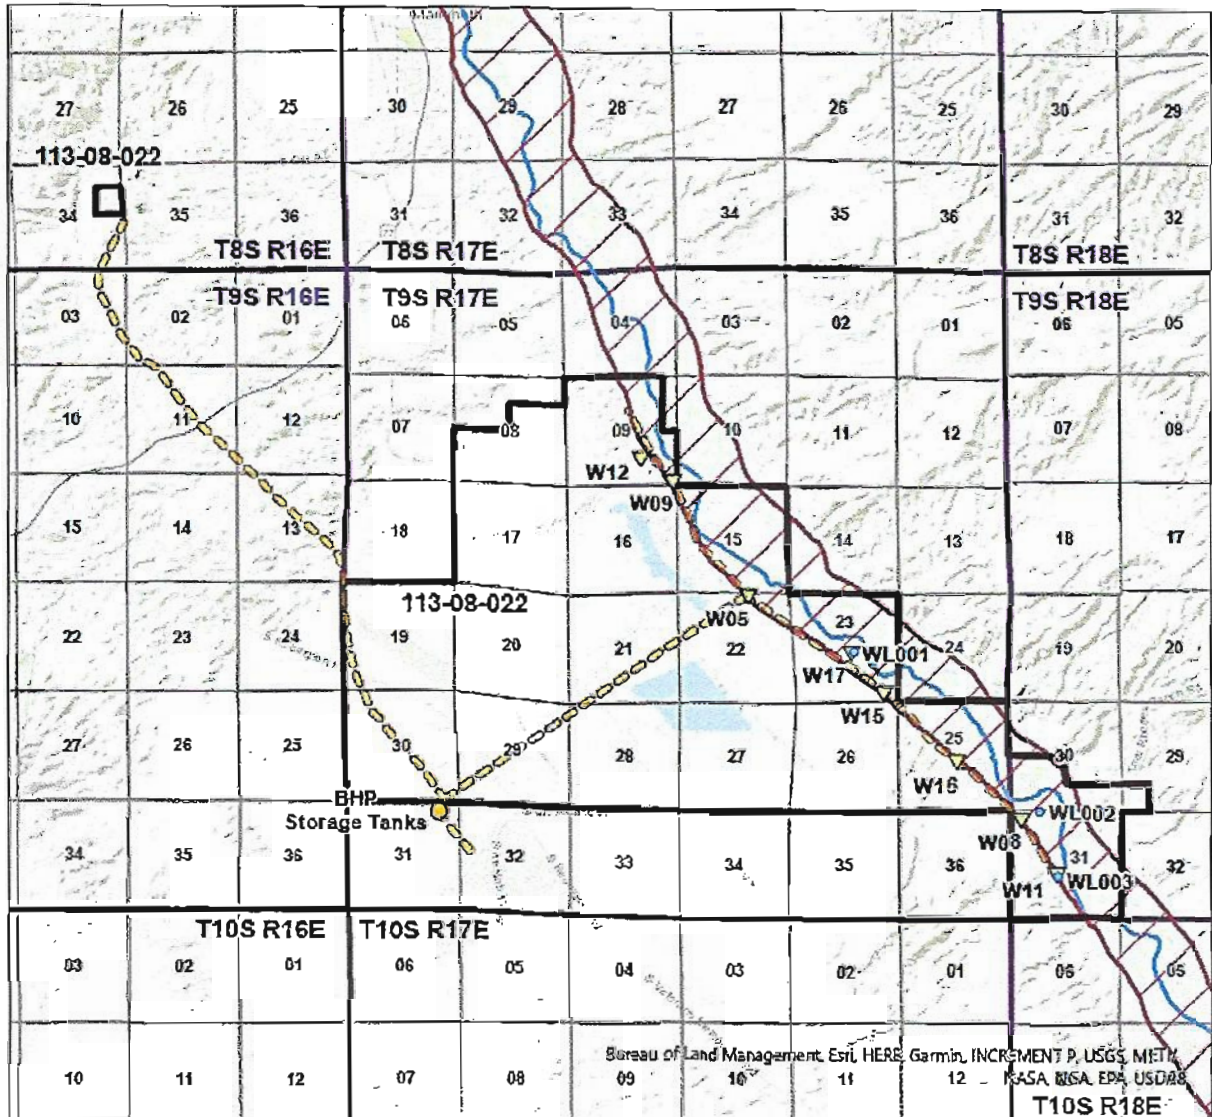 27 26 25 30 29 28 27 26 25 30 29
113-08-022
34 35 36 31 32 33 34 35 36 31 32
T8S R16E T8S R17E T8S R18E
T9S R16E T9S R17E T9S R18E
03 02 01 06 05 04 03 02 01 06 05
10 11 12 07 08 09 10 11 12 07 08
W12
W09
15 14 13 18 17 16 15 14 13 18 17
113-08-022
W05
22 23 24 19 20 21 22 23 24 19 20
WL001
W17
W15
27 26 25 30 29 28 27 26 25 30 29
W16
BHP
Storage Tanks
WL002
W08
34 35 36 31 32 33 34 35 36 31 32
W11 WL003
T10S R16E T10S R17E
03 02 01 06 05 04 03 02 01 06 05
Bureau of Land Management, Esri, HERE, Garmin, INCREMENT P, USGS, METI/
NASA, NGA, EPA, USDA
10 11 12 07 08 09 10 11 12
T10S R18E